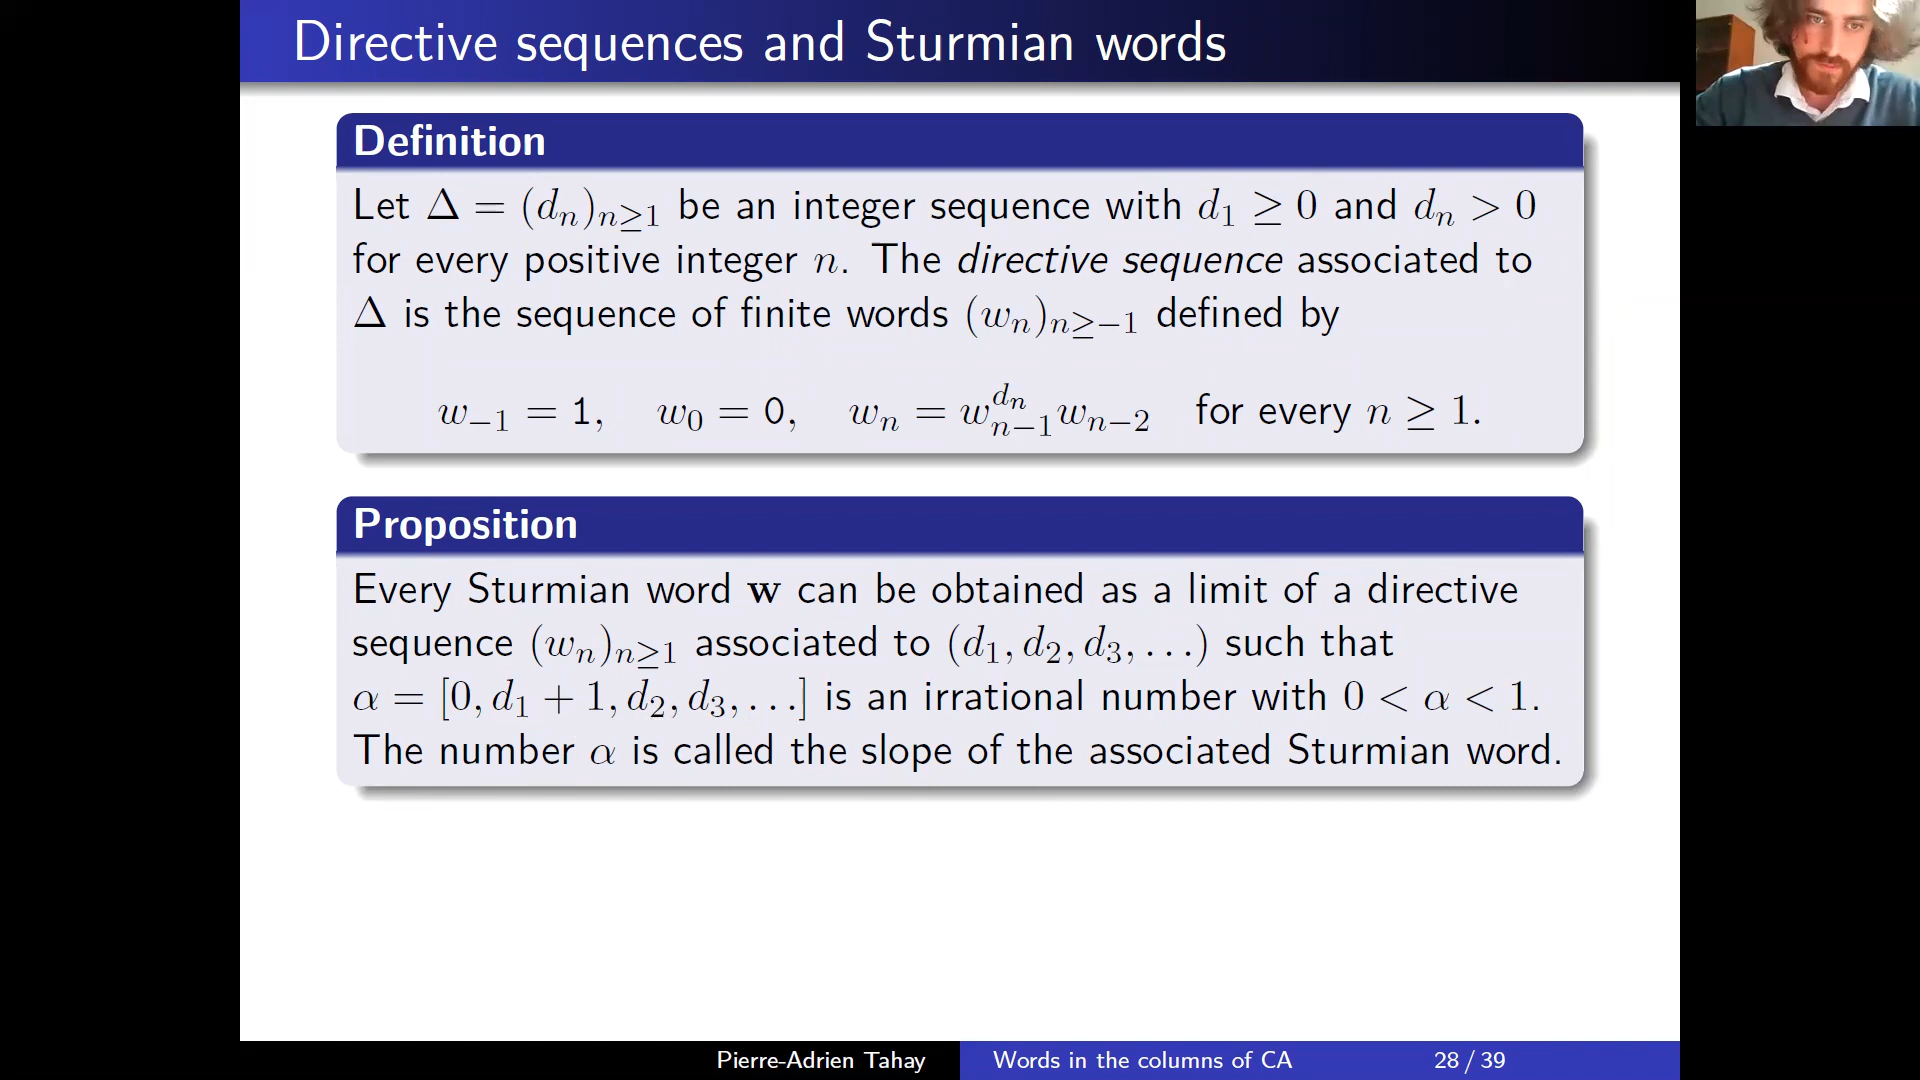 Directive sequences and Sturmian words
Definition
Let Δ = (dₙ)ₙ≥₁ be an integer sequence with d₁ ≥ 0 and dₙ > 0
for every positive integer n. The directive sequence associated to
Δ is the sequence of finite words (wₙ)ₙ≥₋₁ defined by
w₋₁ = 1, w₀ = 0, wₙ = wₙ₋₁^{dₙ} wₙ₋₂ for every n ≥ 1.
Proposition
Every Sturmian word w can be obtained as a limit of a directive
sequence (wₙ)ₙ≥₁ associated to (d₁, d₂, d₃, . . .) such that
α = [0, d₁ + 1, d₂, d₃, . . .] is an irrational number with 0 < α < 1.
The number α is called the slope of the associated Sturmian word.
Pierre-Adrien Tahay Words in the columns of CA 28 / 39